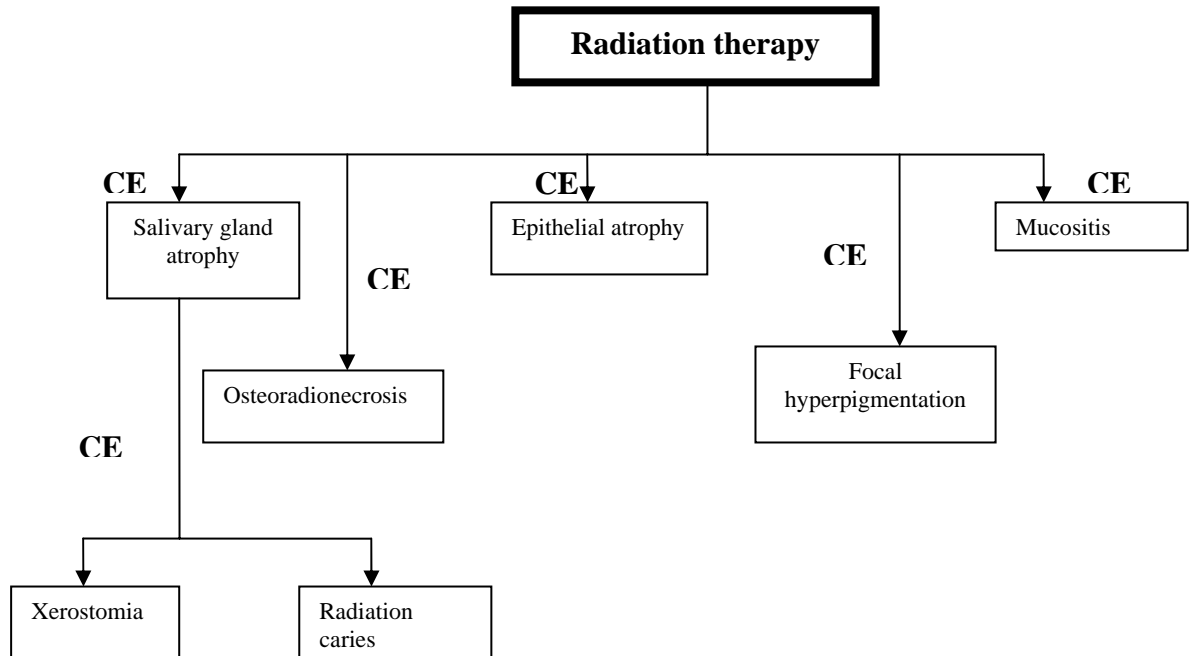 Radiation therapy
CE
CE
CE
Salivary gland
atrophy
Epithelial atrophy
Mucositis
CE
CE
Osteoradionecrosis
Focal
hyperpigmentation
CE
Xerostomia
Radiation
caries